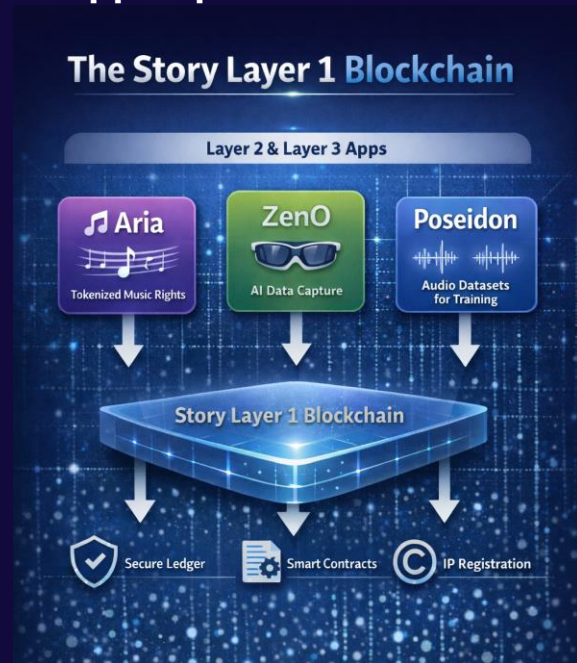 The Story Layer 1 Blockchain
Layer 2 & Layer 3 Apps
Aria
Tokenized Music Rights
ZenO
AI Data Capture
Poseidon
Audio Datasets
for Training
Story Layer 1 Blockchain
Secure Ledger
Smart Contracts
© IP Registration